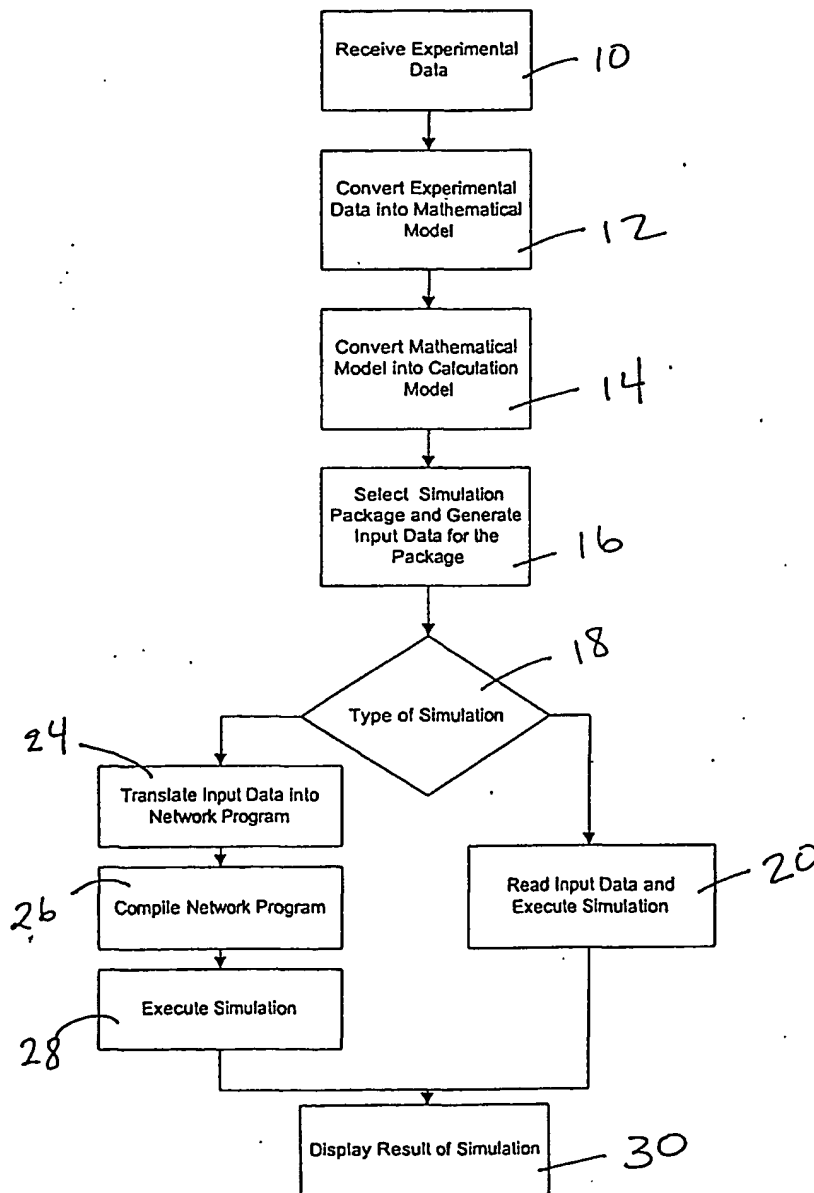 Receive Experimental
Data
10
Convert Experimental
Data into Mathematical
Model
12
Convert Mathematical
Model into Calculation
Model
14
Select Simulation
Package and Generate
Input Data for the
Package
16
18
Type of Simulation
24
Translate Input Data into
Network Program
26
Compile Network Program
20
Read Input Data and
Execute Simulation
28
Execute Simulation
Display Result of Simulation
30